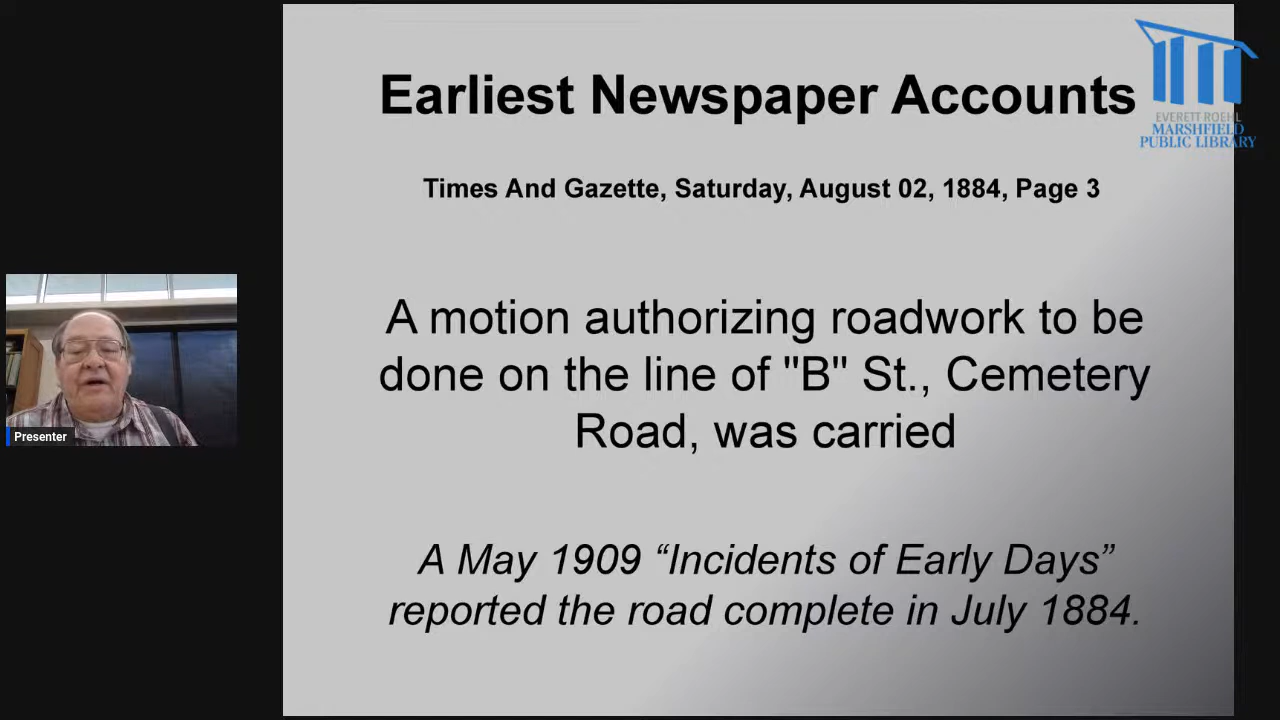 Earliest Newspaper Accounts
EVERETT ROEHL
MARSHFIELD
PUBLIC LIBRARY
Times And Gazette, Saturday, August 02, 1884, Page 3
A motion authorizing roadwork to be
done on the line of "B" St., Cemetery
Road, was carried
Presenter
A May 1909 “Incidents of Early Days”
reported the road complete in July 1884.